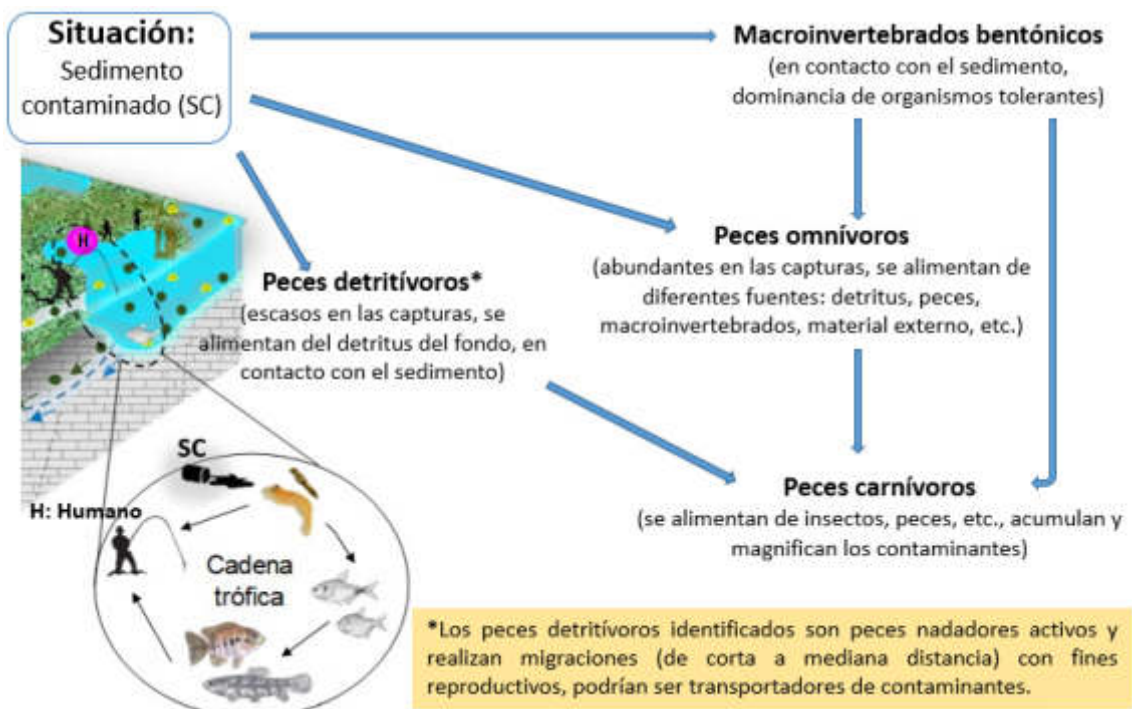 Situación:
Sedimento
contaminado (SC)
Macroinvertebrados bentónicos
(en contacto con el sedimento,
dominancia de organismos tolerantes)
H
Peces detritívoros*
(escasos en las capturas, se
alimentan del detritus del fondo, en
contacto con el sedimento)
Peces omnívoros
(abundantes en las capturas, se alimentan de
diferentes fuentes: detritus, peces,
macroinvertebrados, material externo, etc.)
Peces carnívoros
(se alimentan de insectos, peces, etc., acumulan y
magnifican los contaminantes)
SC
H: Humano
Cadena
trófica
*Los peces detritívoros identificados son peces nadadores activos y
realizan migraciones (de corta a mediana distancia) con fines
reproductivos, podrían ser transportadores de contaminantes.